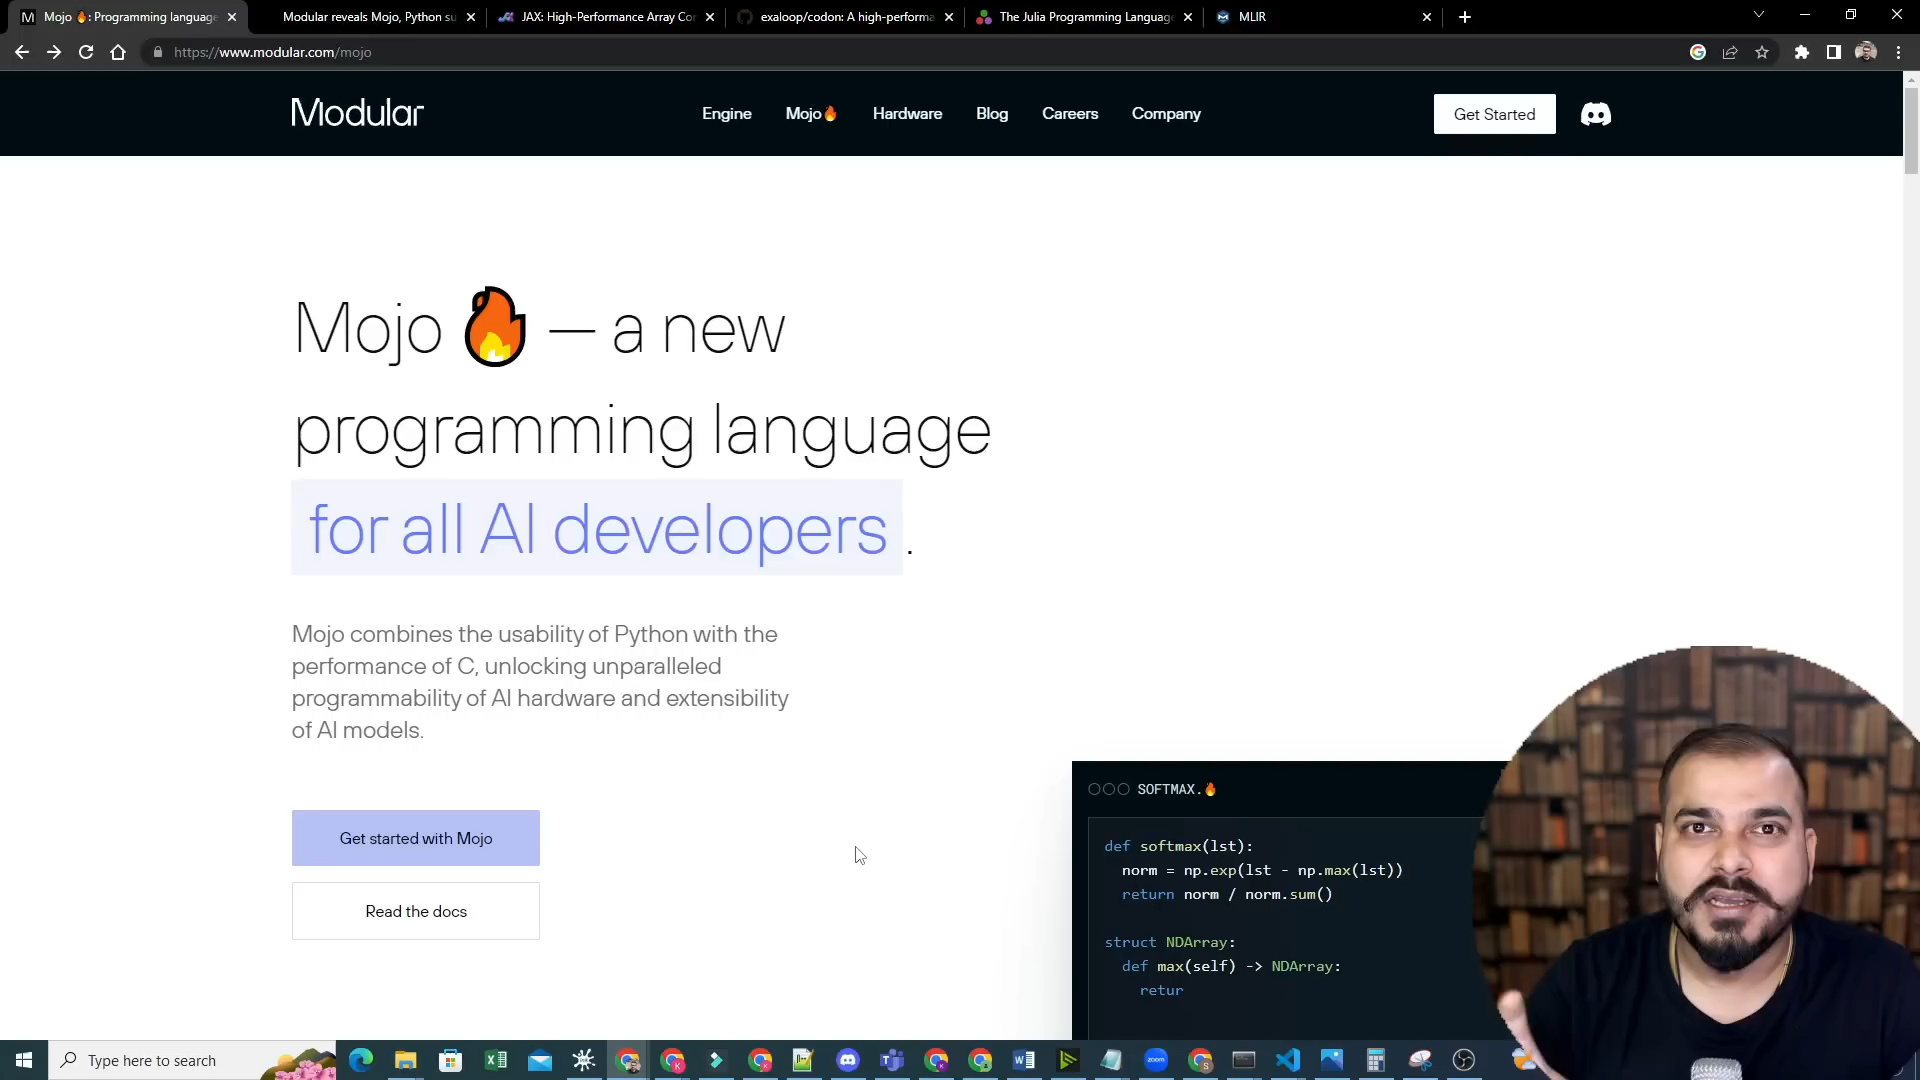 Mojo 🔥: Programming language
Modular reveals Mojo, Python su
JAX: High-Performance Array Cor
exaloop/codon: A high-performa
The Julia Programming Language
MLIR
https://www.modular.com/mojo
Modular
Engine
Mojo🔥
Hardware
Blog
Careers
Company
Get Started
Mojo 🔥 — a new
programming language
for all AI developers .
Mojo combines the usability of Python with the
performance of C, unlocking unparalleled
programmability of AI hardware and extensibility
of AI models.
Get started with Mojo
Read the docs
SOFTMAX.🔥
def softmax(lst):
norm = np.exp(lst - np.max(lst))
return norm / norm.sum()
struct NDArray:
def max(self) -> NDArray:
retur
Type here to search
zoom